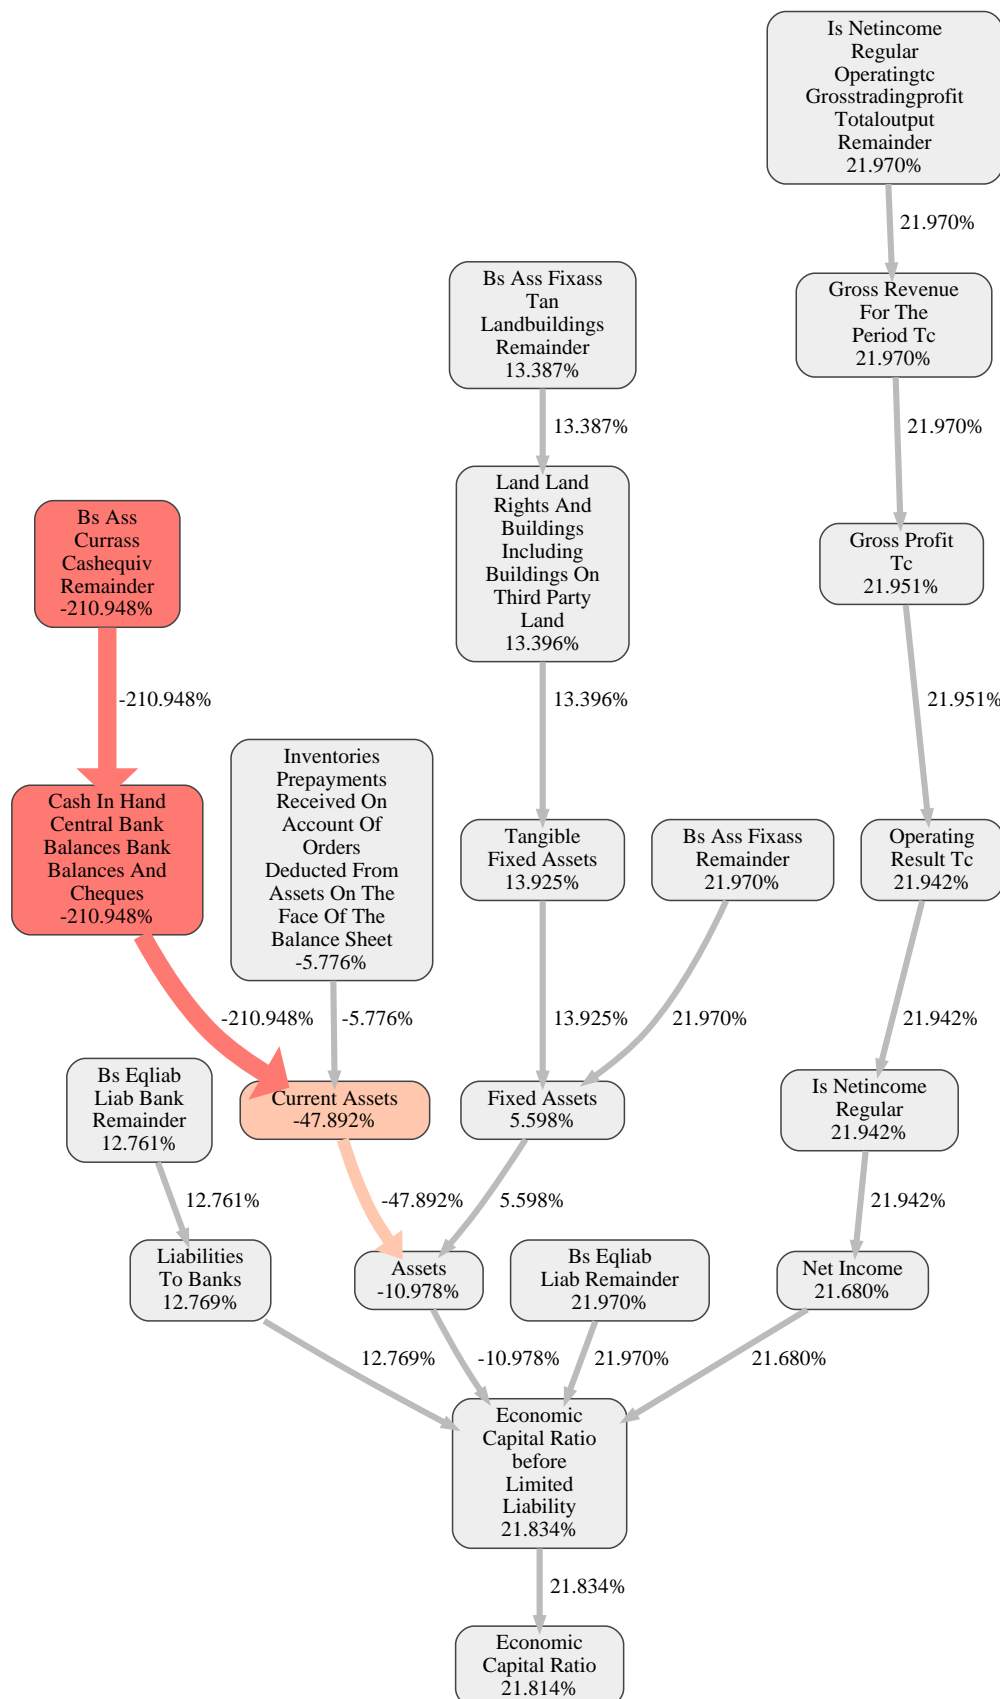 Is Netincome
Regular
Operatingtc
Grosstradingprofit
Totaloutput
Remainder
21.970%
21.970%
Bs Ass Fixass
Tan
Landbuildings
Remainder
13.387%
Gross Revenue
For The
Period Tc
21.970%
13.387%
21.970%
Land Land
Rights And
Buildings
Including
Buildings On
Third Party
Land
13.396%
Bs Ass
Currass
Cashequiv
Remainder
-210.948%
Gross Profit
Tc
21.951%
-210.948%
13.396%
21.951%
Inventories
Prepayments
Received On
Account Of
Orders
Deducted From
Assets On The
Face Of The
Balance Sheet
-5.776%
Cash In Hand
Central Bank
Balances Bank
Balances And
Cheques
-210.948%
Tangible
Fixed Assets
13.925%
Bs Ass Fixass
Remainder
21.970%
Operating
Result Tc
21.942%
-210.948%
-5.776%
13.925%
21.970%
21.942%
Bs Eqliab
Liab Bank
Remainder
12.761%
Current Assets
-47.892%
Fixed Assets
5.598%
Is Netincome
Regular
21.942%
12.761%
-47.892%
5.598%
21.942%
Liabilities
To Banks
12.769%
Assets
-10.978%
Bs Eqliab
Liab Remainder
21.970%
Net Income
21.680%
12.769%
-10.978%
21.970%
21.680%
Economic
Capital Ratio
before
Limited
Liability
21.834%
21.834%
Economic
Capital Ratio
21.814%